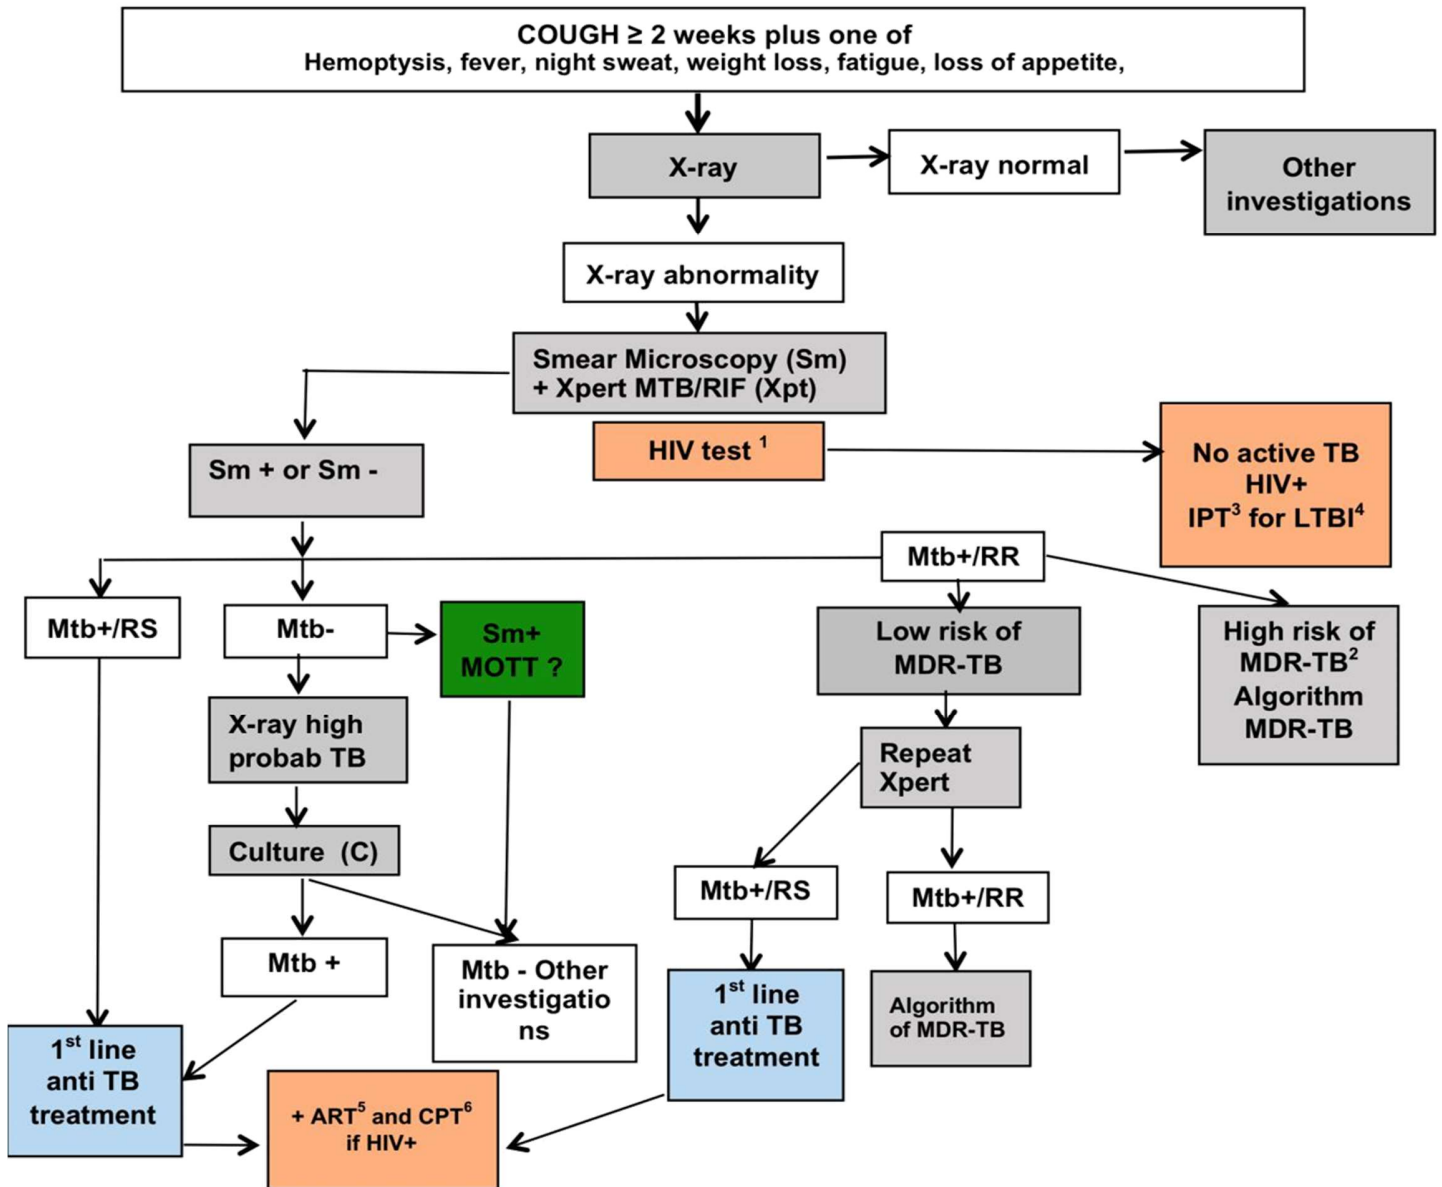 COUGH ≥ 2 weeks plus one of
Hemoptysis, fever, night sweat, weight loss, fatigue, loss of appetite,
X-ray
X-ray normal
Other
investigations
X-ray abnormality
Smear Microscopy (Sm)
+ Xpert MTB/RIF (Xpt)
HIV test ¹
No active TB
HIV+
IPT³ for LTBI⁴
Sm + or Sm -
Mtb+/RS
Mtb-
Sm+
MOTT ?
Mtb+/RR
Low risk of
MDR-TB
High risk of
MDR-TB²
Algorithm
MDR-TB
X-ray high
probab TB
Repeat
Xpert
Culture (C)
Mtb+/RS
Mtb+/RR
Mtb +
Mtb - Other
investigatio
ns
1st line
anti TB
treatment
Algorithm
of MDR-TB
1st line
anti TB
treatment
+ ART⁵ and CPT⁶
if HIV+